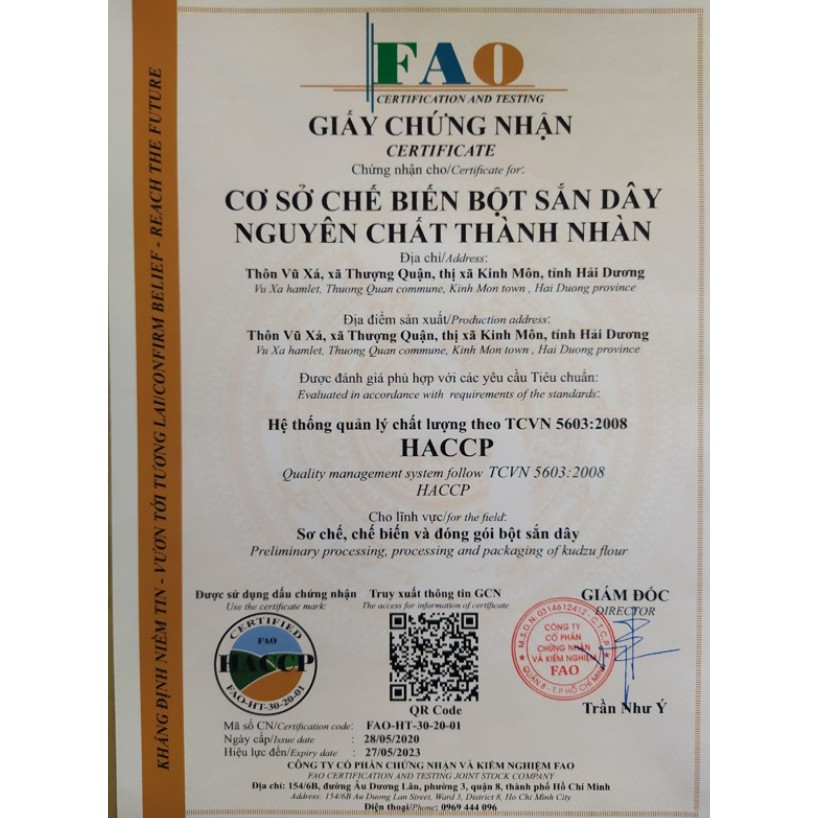 FAO
CERTIFICATION AND TESTING
GIẤY CHỨNG NHẬN
CERTIFICATE
Chứng nhận cho/Certificate for:
CƠ SỞ CHẾ BIẾN BỘT SẮN DÂY
NGUYÊN CHẤT THÀNH NHÀN
Địa chỉ/Address:
Thôn Vũ Xá, xã Thượng Quận, thị xã Kinh Môn, tỉnh Hải Dương
Vu Xa hamlet, Thuong Quan commune, Kinh Mon town , Hai Duong province
Địa điểm sản xuất/Production address:
Thôn Vũ Xá, xã Thượng Quận, thị xã Kinh Môn, tỉnh Hải Dương
Vu Xa hamlet, Thuong Quan commune, Kinh Mon town , Hai Duong province
Được đánh giá phù hợp với các yêu cầu Tiêu chuẩn:
Evaluated in accordance with requirements of the standards:
Hệ thống quản lý chất lượng theo TCVN 5603:2008
HACCP
Quality management system follow TCVN 5603:2008
HACCP
Cho lĩnh vực/for the field:
Sơ chế, chế biến và đóng gói bột sắn dây
Preliminary processing, processing and packaging of kudzu flour
Được sử dụng dấu chứng nhận
Use the certificate mark:
CERTIFIED
FAO
HACCP
FAO-HT-30-20-01
Truy xuất thông tin GCN
The access for information of certificate
QR Code
GIÁM ĐỐC
DIRECTOR
M.S.D.N: 0314612412-C.T.C.P
CÔNG TY
CỔ PHẦN
CHỨNG NHẬN
VÀ KIỂM NGHIỆM
FAO
QUẬN 8 - T.P HỒ CHÍ MINH
Trần Như Ý
Mã số CN/Certification code: FAO-HT-30-20-01
Ngày cấp/Issue date : 28/05/2020
Hiệu lực đến/Expiry date : 27/05/2023
CÔNG TY CỔ PHẦN CHỨNG NHẬN VÀ KIỂM NGHIỆM FAO
FAO CERTIFICATION AND TESTING JOINT STOCK COMPANY
Địa chỉ: 154/6B, đường Âu Dương Lân, phường 3, quận 8, thành phố Hồ Chí Minh
Address: 154/6B Au Duong Lan Street, Ward 3, District 8, Ho Chi Minh City
Điện thoại/Phone: 0969 444 096
KHẲNG ĐỊNH NIỀM TIN - VƯƠN TỚI TƯƠNG LAI/CONFIRM BELIEF - REACH THE FUTURE